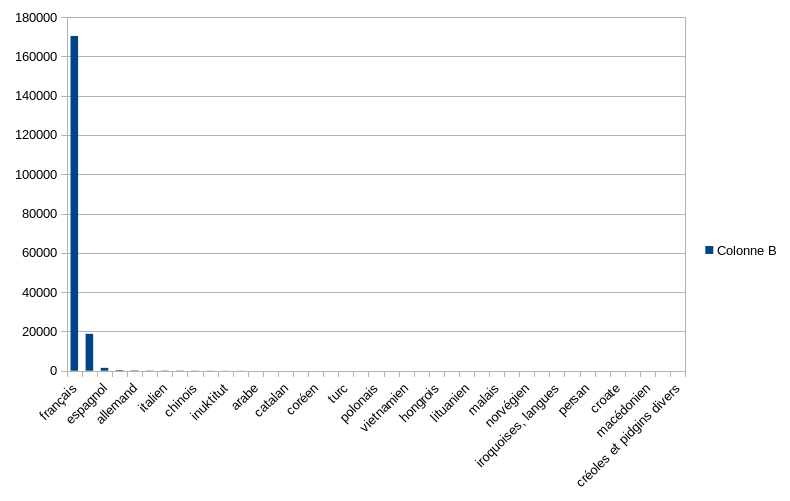 180000
160000
140000
120000
100000
80000
60000
40000
20000
0
français
espagnol
allemand
italien
chinois
inuktitut
arabe
catalan
coréen
turc
polonais
vietnamien
hongrois
lituanien
malais
norvégien
iroquoises, langues
persan
croate
macédonien
créoles et pidgins divers
Colonne B